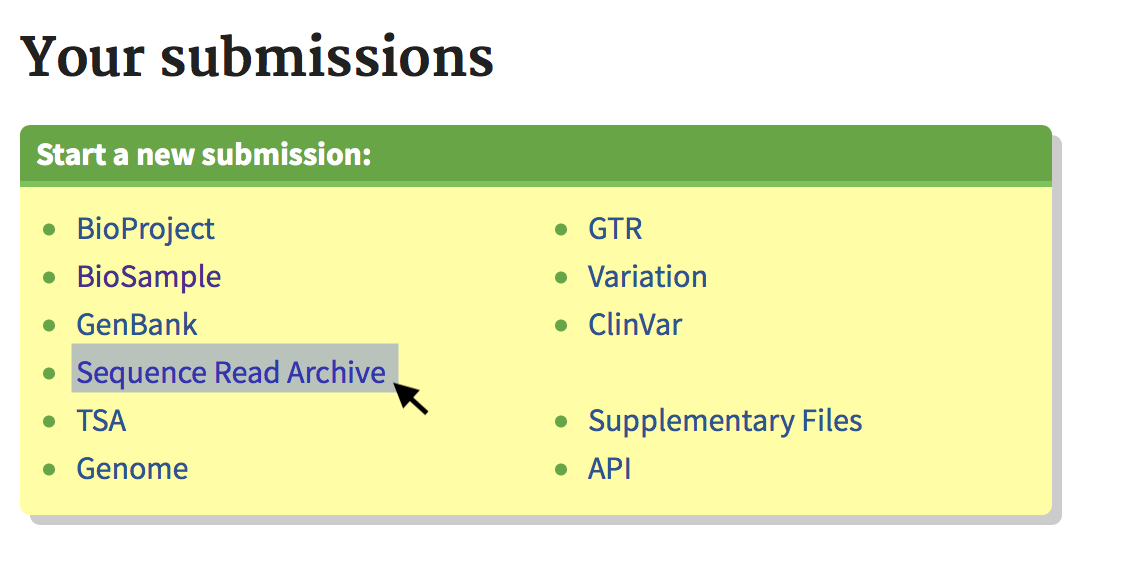 Your submissions
Start a new submission:
BioProject
BioSample
GenBank
Sequence Read Archive
TSA
Genome
GTR
Variation
ClinVar
Supplementary Files
API